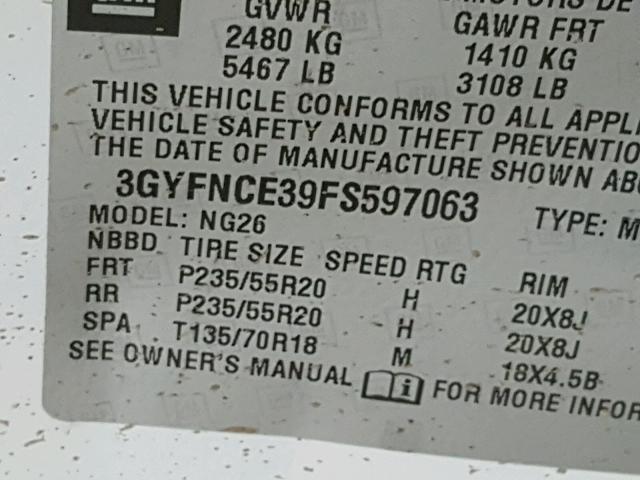 GVWR GAWR FRT
2480 KG 1410 KG
5467 LB 3108 LB
THIS VEHICLE CONFORMS TO ALL APPLI
VEHICLE SAFETY AND THEFT PREVENTIO
THE DATE OF MANUFACTURE SHOWN AB
3GYFNCE39FS597063 TYPE: M
MODEL: NG26
NBBD TIRE SIZE SPEED RTG RIM
FRT P235/55R20 H 20X8J
RR P235/55R20 H 20X8J
SPA T135/70R18 M 18X4.5B
SEE OWNER'S MANUAL FOR MORE INFOR